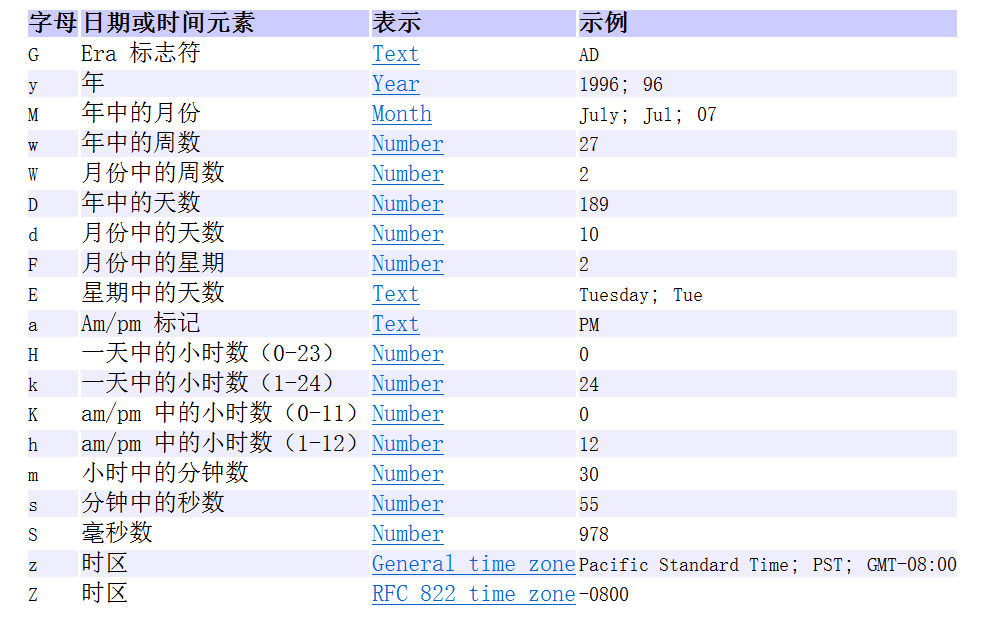 字母 日期或时间元素 表示 示例
G Era 标志符 Text AD
y 年 Year 1996; 96
M 年中的月份 Month July; Jul; 07
w 年中的周数 Number 27
W 月份中的周数 Number 2
D 年中的天数 Number 189
d 月份中的天数 Number 10
F 月份中的星期 Number 2
E 星期中的天数 Text Tuesday; Tue
a Am/pm 标记 Text PM
H 一天中的小时数（0-23） Number 0
k 一天中的小时数（1-24） Number 24
K am/pm 中的小时数（0-11） Number 0
h am/pm 中的小时数（1-12） Number 12
m 小时中的分钟数 Number 30
s 分钟中的秒数 Number 55
S 毫秒数 Number 978
z 时区 General time zone Pacific Standard Time; PST; GMT-08:00
Z 时区 RFC 822 time zone -0800